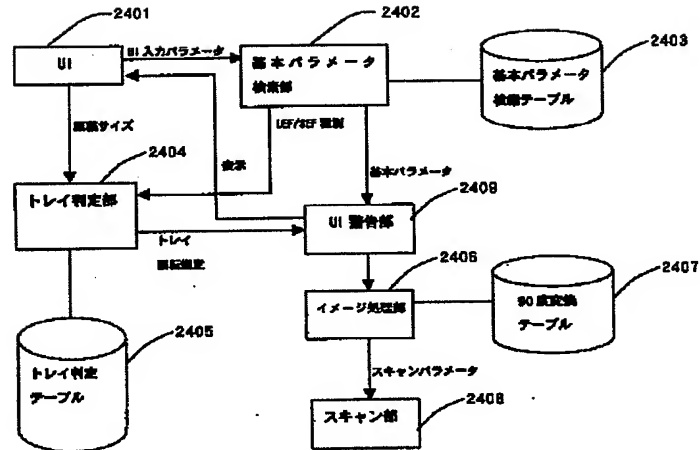 2401
UI
UI 入力パラメータ
2402
基本パラメータ
検索部
2403
基本パラメータ
検索テーブル
原稿サイズ
LEF/SEF 強制
2404
トレイ判定部
表示
基本パラメータ
2409
UI 警告部
トレイ
回転指定
2406
イメージ処理部
2407
90 度変換
テーブル
2405
トレイ判定
テーブル
スキャンパラメータ
スキャン部
2408